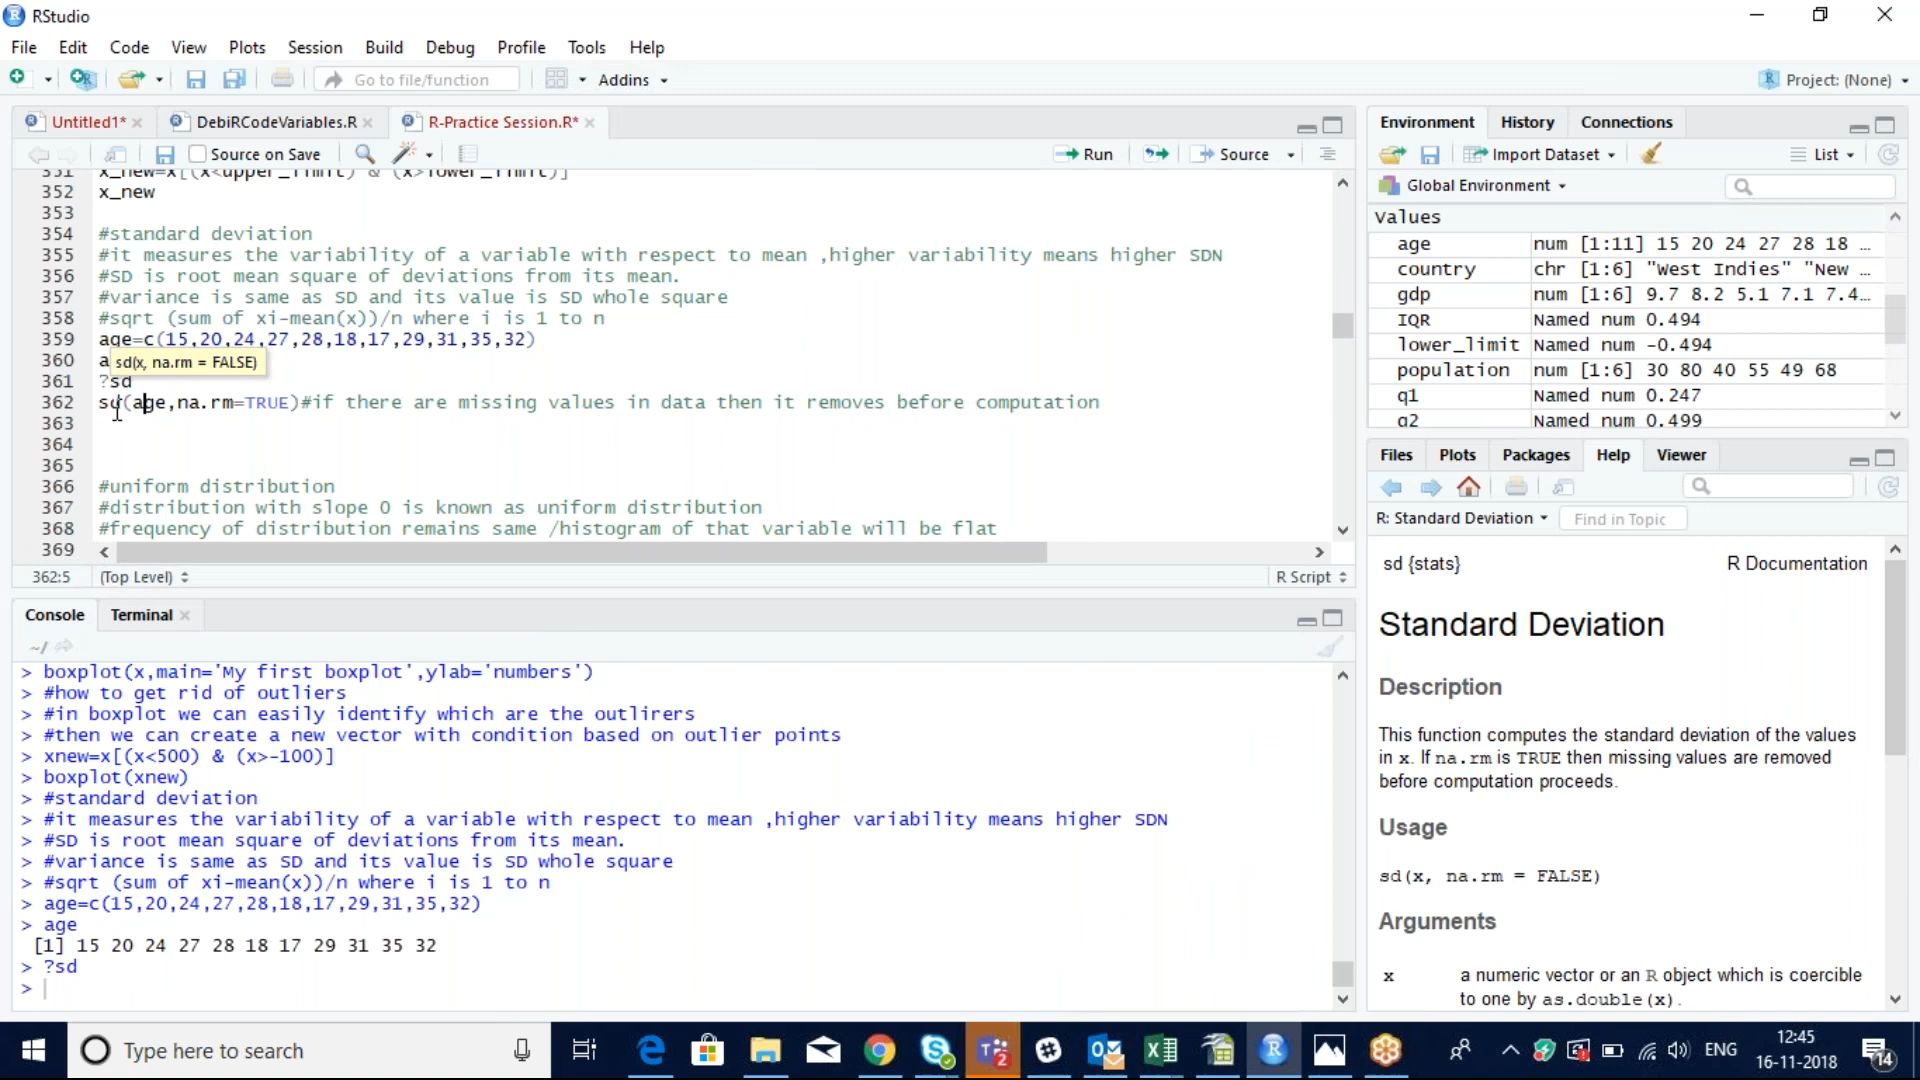 RStudio
File Edit Code View Plots Session Build Debug Profile Tools Help
Go to file/function Addins Project: (None)
Untitled1* DebiRCodeVariables.R R-Practice Session.R*
Source on Save Run Source
351 x_new=x[(x<upper_limit) & (x>lower_limit)]
352 x_new
353
354 #standard deviation
355 #it measures the variability of a variable with respect to mean ,higher variability means higher SDN
356 #SD is root mean square of deviations from its mean.
357 #variance is same as SD and its value is SD whole square
358 #sqrt (sum of xi-mean(x))/n where i is 1 to n
359 age=c(15,20,24,27,28,18,17,29,31,35,32)
360 a
sd(x, na.rm = FALSE)
361 ?sd
362 sd(age,na.rm=TRUE)#if there are missing values in data then it removes before computation
363
364
365
366 #uniform distribution
367 #distribution with slope 0 is known as uniform distribution
368 #frequency of distribution remains same /histogram of that variable will be flat
369
362:5 (Top Level) R Script
Console Terminal
~/
> boxplot(x,main='My first boxplot',ylab='numbers')
> #how to get rid of outliers
> #in boxplot we can easily identify which are the outlirers
> #then we can create a new vector with condition based on outlier points
> xnew=x[(x<500) & (x>-100)]
> boxplot(xnew)
> #standard deviation
> #it measures the variability of a variable with respect to mean ,higher variability means higher SDN
> #SD is root mean square of deviations from its mean.
> #variance is same as SD and its value is SD whole square
> #sqrt (sum of xi-mean(x))/n where i is 1 to n
> age=c(15,20,24,27,28,18,17,29,31,35,32)
> age
[1] 15 20 24 27 28 18 17 29 31 35 32
> ?sd
>
Environment History Connections
Import Dataset List
Global Environment
Values
age num [1:11] 15 20 24 27 28 18 ...
country chr [1:6] "West Indies" "New ...
gdp num [1:6] 9.7 8.2 5.1 7.1 7.4...
IQR Named num 0.494
lower_limit Named num -0.494
population num [1:6] 30 80 40 55 49 68
q1 Named num 0.247
q2 Named num 0.499
Files Plots Packages Help Viewer
R: Standard Deviation Find in Topic
sd {stats} R Documentation
Standard Deviation
Description
This function computes the standard deviation of the values
in x. If na.rm is TRUE then missing values are removed
before computation proceeds.
Usage
sd(x, na.rm = FALSE)
Arguments
x a numeric vector or an R object which is coercible
to one by as.double(x).
Type here to search
ENG
12:45
16-11-2018
14